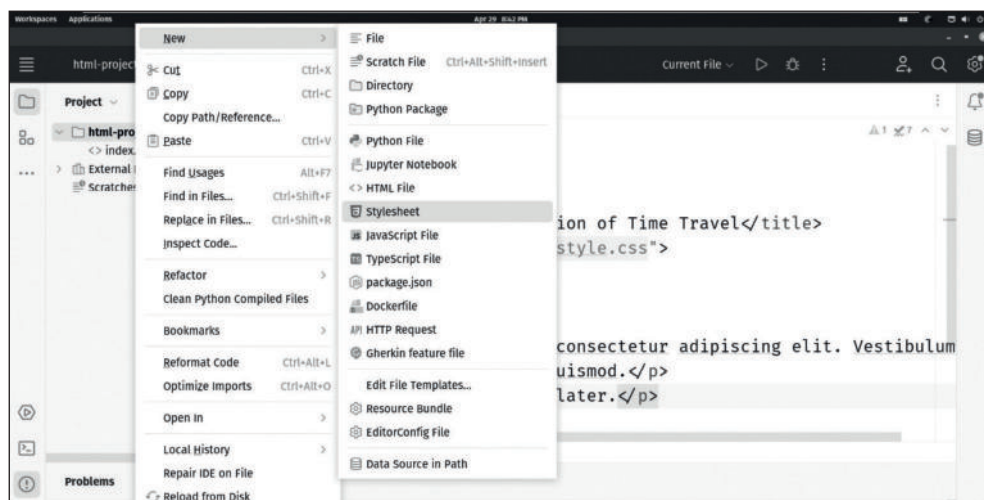 Workspaces Applications
Apr 29 8:42 PM
html-projec
Current File
Project
html-pro
<> index.
External
Scratches
Problems
New
Cut Ctrl+X
Copy Ctrl+C
Copy Path/Reference...
Paste Ctrl+V
Find Usages Alt+F7
Find in Files... Ctrl+Shift+F
Replace in Files... Ctrl+Shift+R
Inspect Code...
Refactor
Clean Python Compiled Files
Bookmarks
Reformat Code Ctrl+Alt+L
Optimize Imports Ctrl+Alt+O
Open In
Local History
Repair IDE on File
Reload from Disk
File
Scratch File Ctrl+Alt+Shift+Insert
Directory
Python Package
Python File
Jupyter Notebook
<> HTML File
Stylesheet
JS JavaScript File
TypeScript File
package.json
Dockerfile
API HTTP Request
Gherkin feature file
Edit File Templates...
Resource Bundle
EditorConfig File
Data Source in Path
1 7
ion of Time Travel</title>
style.css">
consectetur adipiscing elit. Vestibulum
uismod.</p>
later.</p>